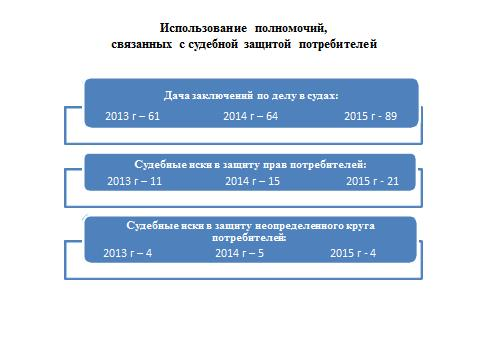 Использование полномочий,
связанных с судебной защитой потребителей
Дача заключений по делу в судах:
2013 г – 61 2014 г – 64 2015 г - 89
Судебные иски в защиту прав потребителей:
2013 г – 11 2014 г – 15 2015 г - 21
Судебные иски в защиту неопределенного круга
потребителей:
2013 г – 4 2014 г – 5 2015 г - 4